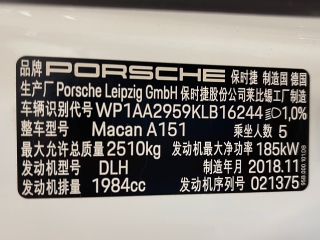 品牌 PORSCHE 保时捷 制造国 德国
生产厂 Porsche Leipzig GmbH 保时捷股份公司莱比锡工厂制造
车辆识别代号 WP1AA2959KLB16244 1,0%
整车型号 Macan A151 乘坐人数 5
最大允许总质量 2510kg 发动机最大净功率 185kW
发动机型号 DLH 制造年月 2018.11
发动机排量 1984cc 发动机序列号 021375